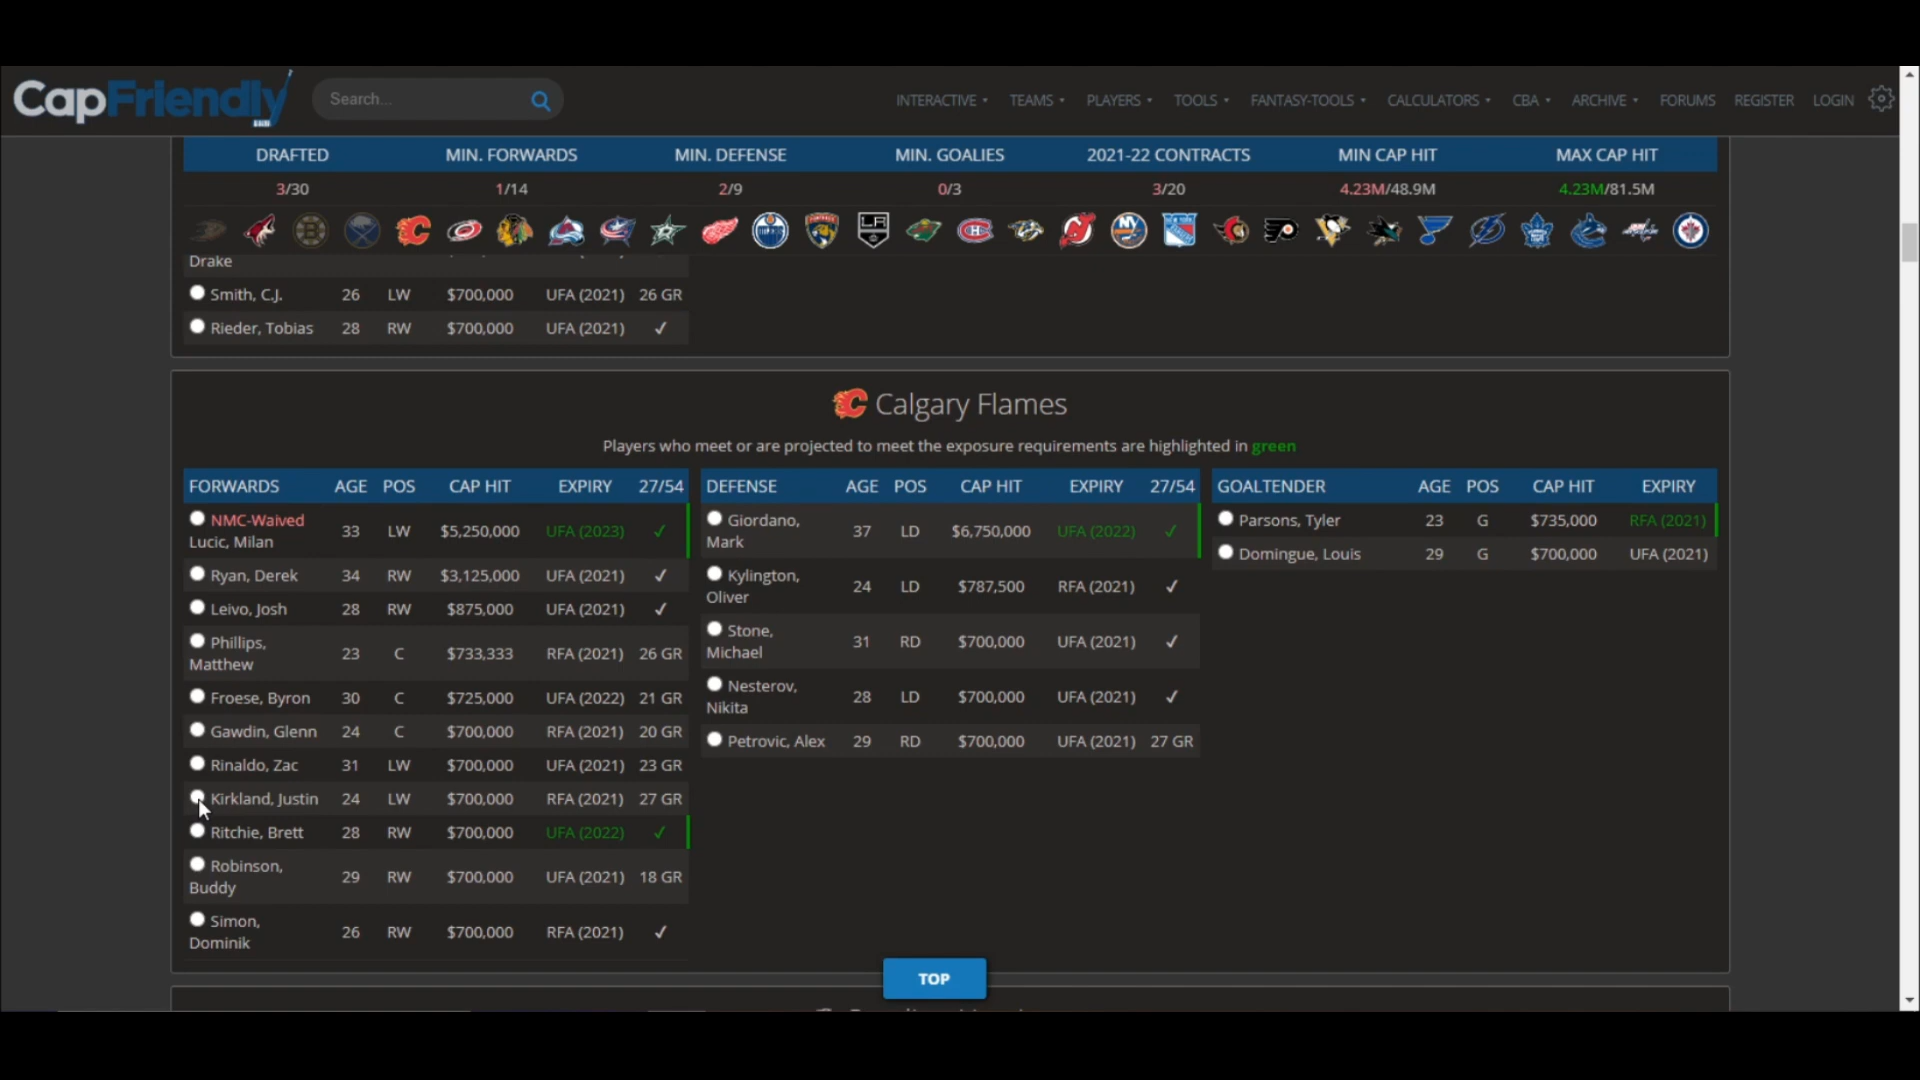 CapFriendly
Search...
INTERACTIVE TEAMS PLAYERS TOOLS FANTASY-TOOLS CALCULATORS CBA ARCHIVE FORUMS REGISTER LOGIN
DRAFTED MIN. FORWARDS MIN. DEFENSE MIN. GOALIES 2021-22 CONTRACTS MIN CAP HIT MAX CAP HIT
3/30 1/14 2/9 0/3 3/20 4.23M/48.9M 4.23M/81.5M
Drake
Smith, C.J. 26 LW $700,000 UFA (2021) 26 GR
Rieder, Tobias 28 RW $700,000 UFA (2021) ✓
Calgary Flames
Players who meet or are projected to meet the exposure requirements are highlighted in green
FORWARDS AGE POS CAP HIT EXPIRY 27/54
NMC-Waived
Lucic, Milan 33 LW $5,250,000 UFA (2023) ✓
Ryan, Derek 34 RW $3,125,000 UFA (2021) ✓
Leivo, Josh 28 RW $875,000 UFA (2021) ✓
Phillips,
Matthew 23 C $733,333 RFA (2021) 26 GR
Froese, Byron 30 C $725,000 UFA (2022) 21 GR
Gawdin, Glenn 24 C $700,000 RFA (2021) 20 GR
Rinaldo, Zac 31 LW $700,000 UFA (2021) 23 GR
Kirkland, Justin 24 LW $700,000 RFA (2021) 27 GR
Ritchie, Brett 28 RW $700,000 UFA (2022) ✓
Robinson,
Buddy 29 RW $700,000 UFA (2021) 18 GR
Simon,
Dominik 26 RW $700,000 RFA (2021) ✓
DEFENSE AGE POS CAP HIT EXPIRY 27/54
Giordano,
Mark 37 LD $6,750,000 UFA (2022) ✓
Kylington,
Oliver 24 LD $787,500 RFA (2021) ✓
Stone,
Michael 31 RD $700,000 UFA (2021) ✓
Nesterov,
Nikita 28 LD $700,000 UFA (2021) ✓
Petrovic, Alex 29 RD $700,000 UFA (2021) 27 GR
GOALTENDER AGE POS CAP HIT EXPIRY
Parsons, Tyler 23 G $735,000 RFA (2021)
Domingue, Louis 29 G $700,000 UFA (2021)
TOP